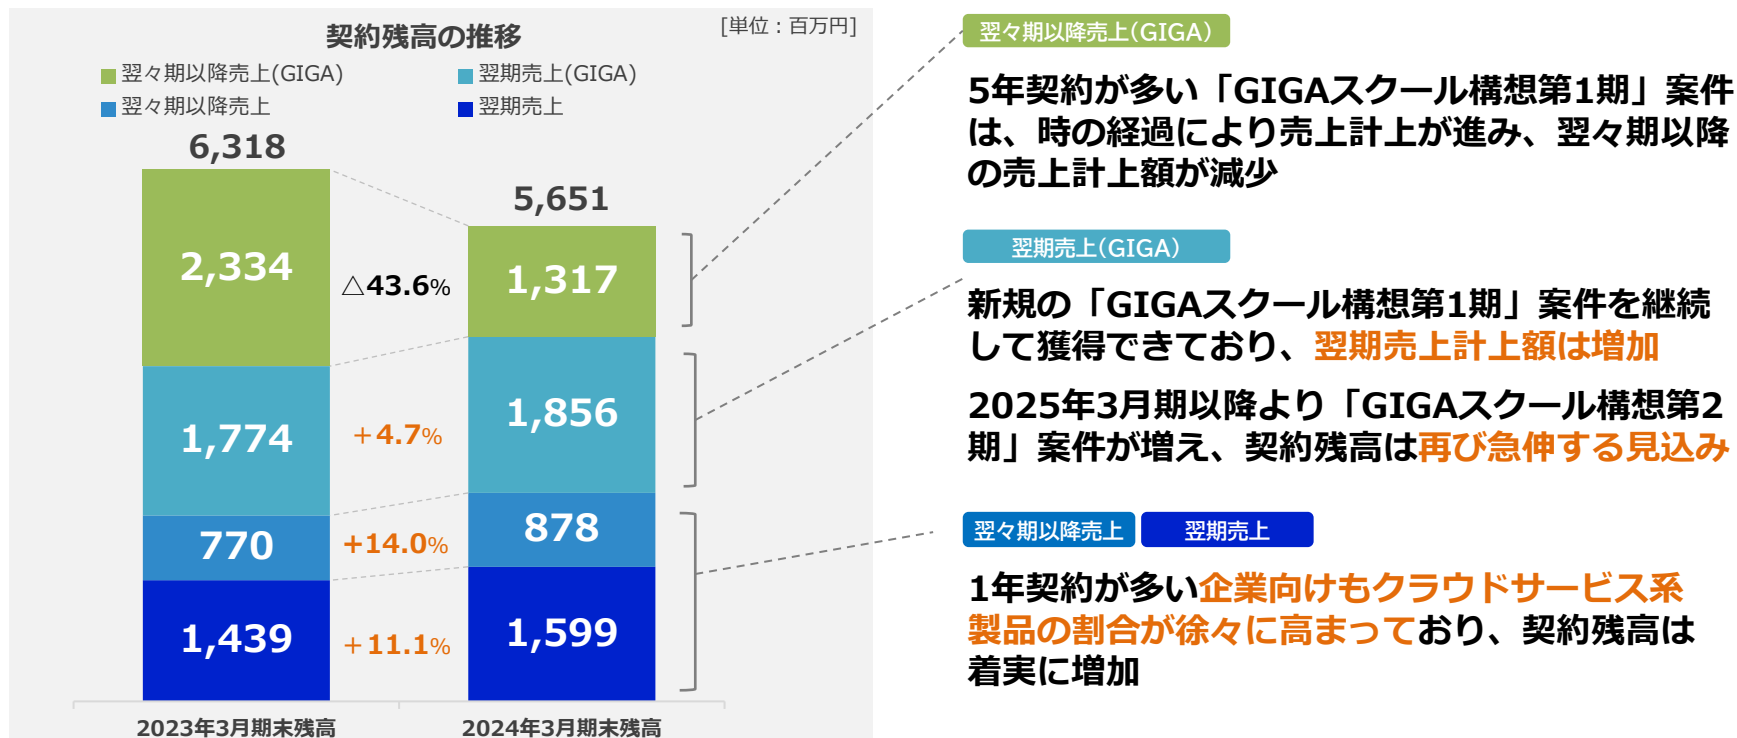 契約残高の推移
[単位：百万円]
翌々期以降売上(GIGA)
翌期売上(GIGA)
翌々期以降売上
翌期売上
6,318
5,651
2,334
△43.6%
1,317
1,774
＋4.7%
1,856
770
+14.0%
878
1,439
＋11.1%
1,599
2023年3月期末残高
2024年3月期末残高
翌々期以降売上（GIGA）
5年契約が多い「GIGAスクール構想第1期」案件
は、時の経過により売上計上が進み、翌々期以降
の売上計上額が減少
翌期売上（GIGA）
新規の「GIGAスクール構想第1期」案件を継続
して獲得できており、翌期売上計上額は増加
2025年3月期以降より「GIGAスクール構想第2
期」案件が増え、契約残高は再び急伸する見込み
翌々期以降売上
翌期売上
1年契約が多い企業向けもクラウドサービス系
製品の割合が徐々に高まっており、契約残高は
着実に増加